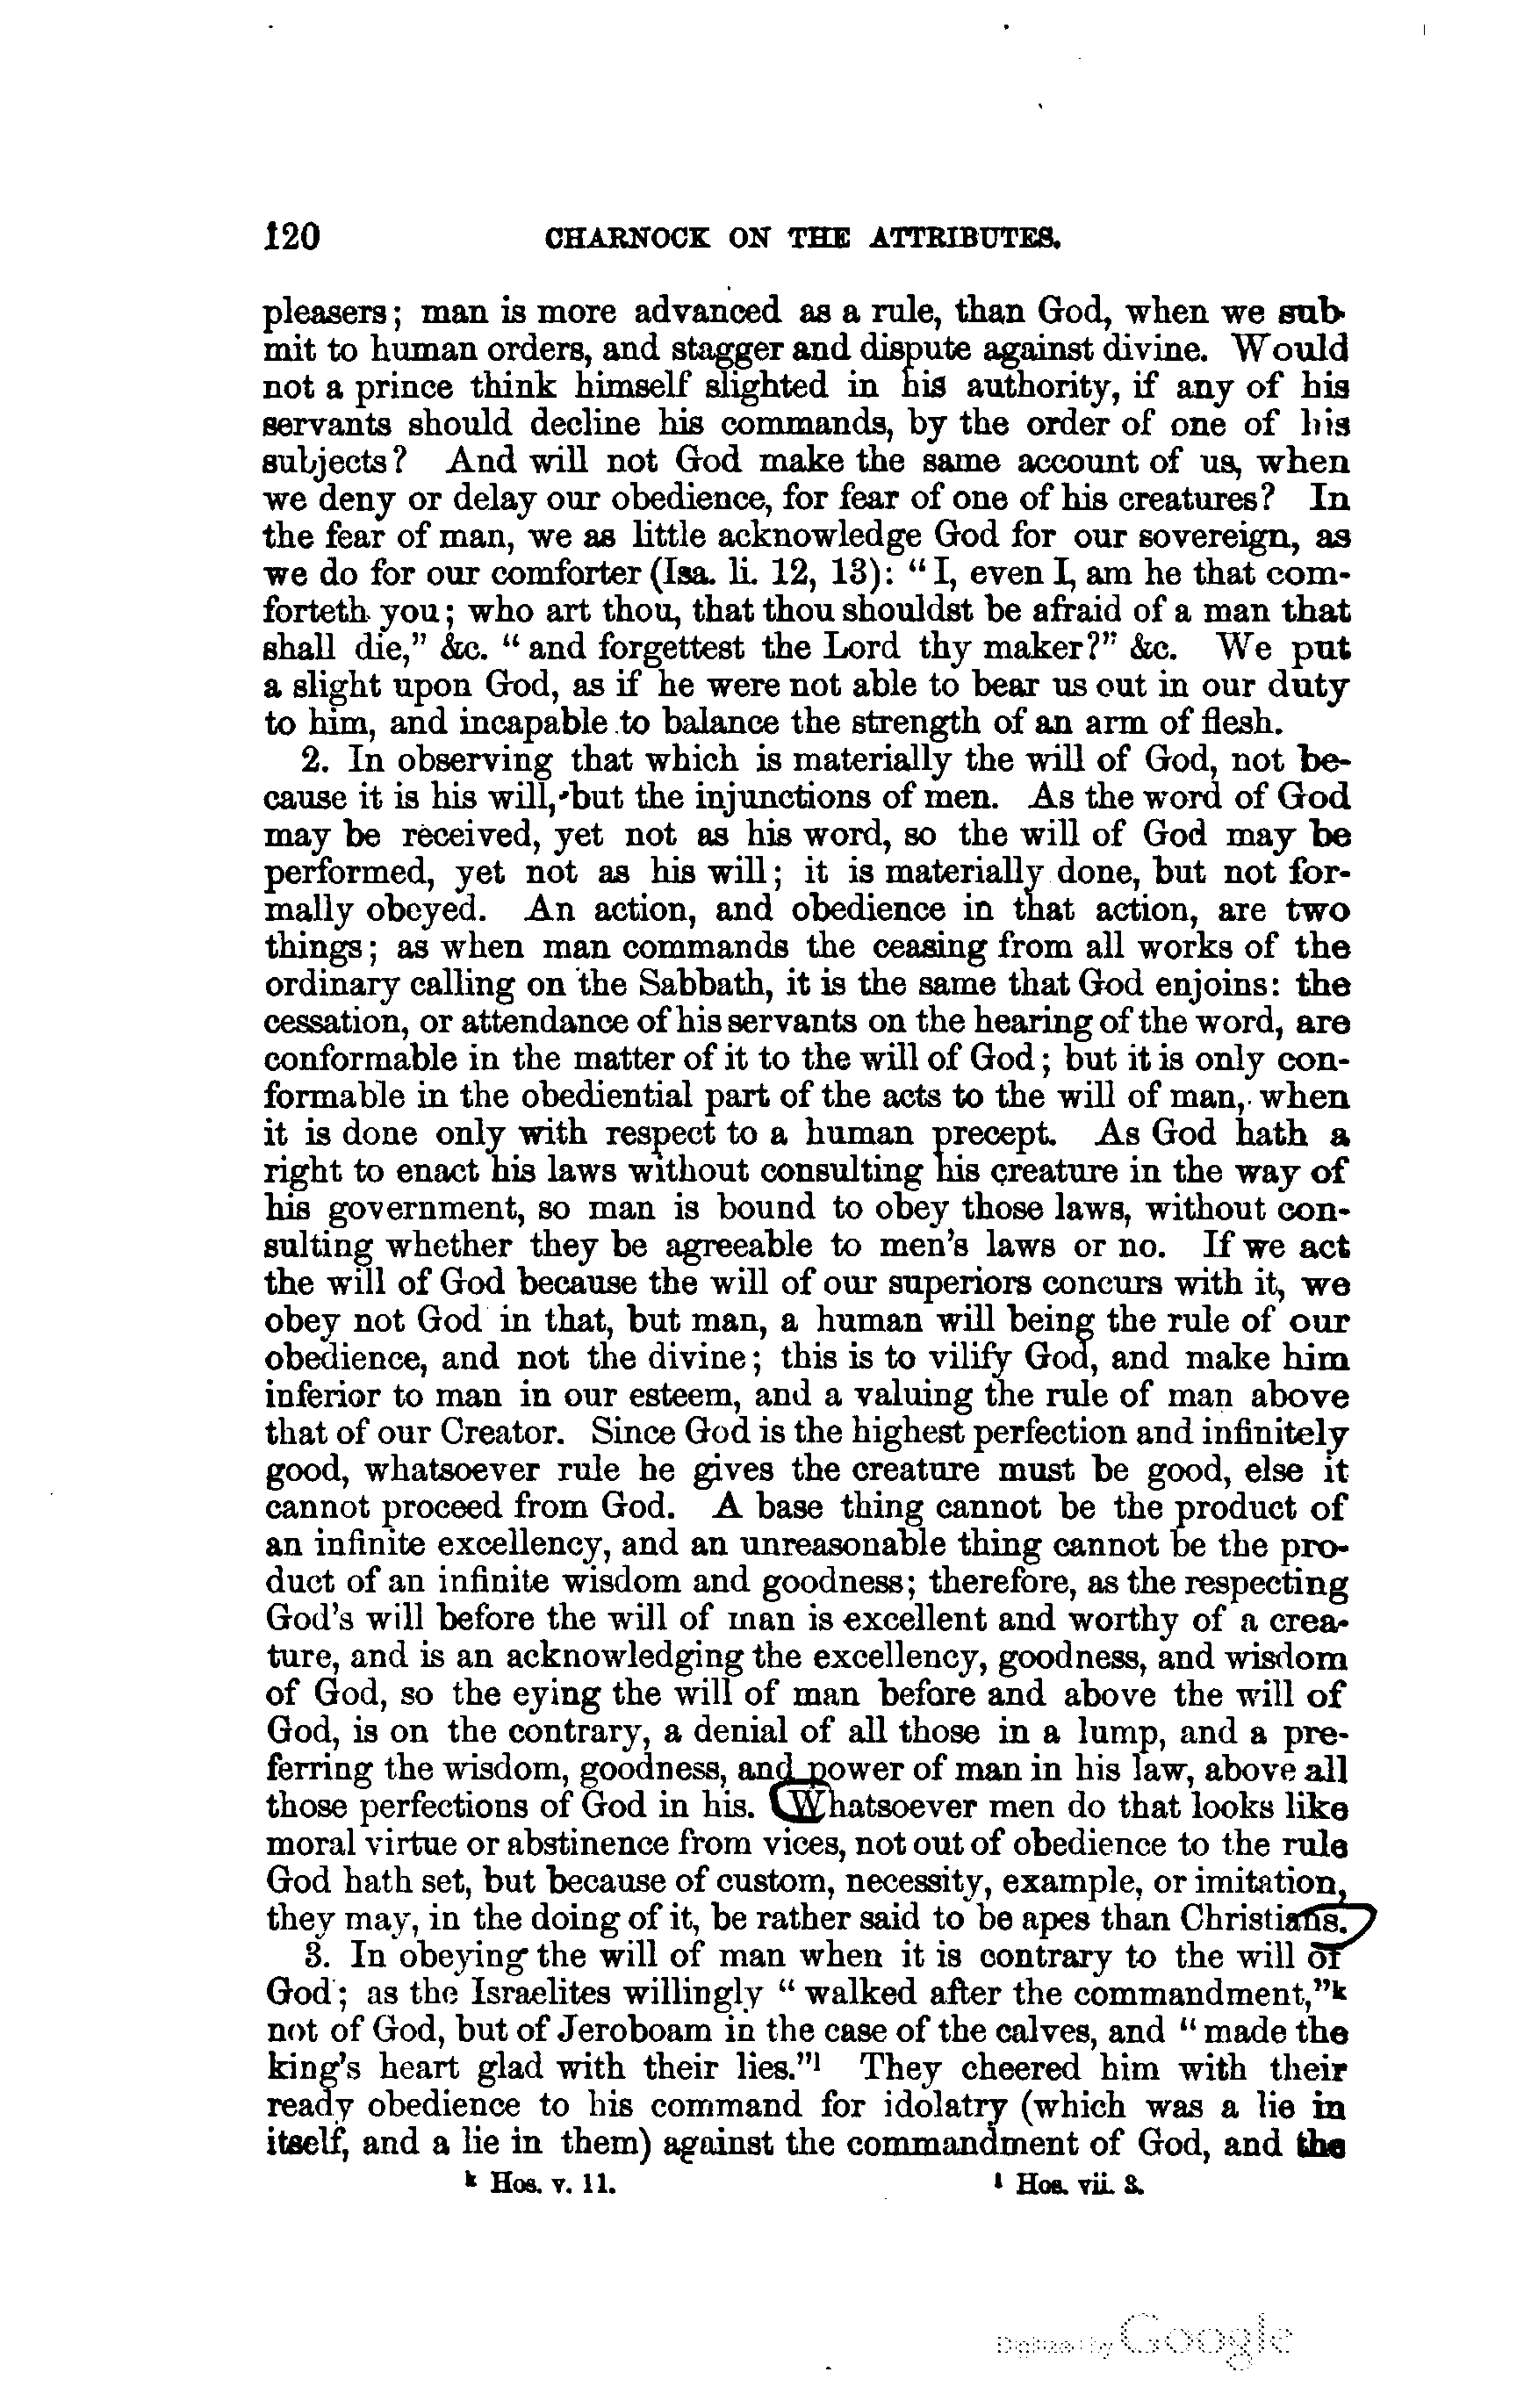 120 CHARNOCK ON THE ATTRIBUTES.
pleasers; man is more advanced as a rule, than God, when we sub-
mit to human orders, and stagger and dispute against divine. Would
not a prince think himself slighted in his authority, if any of his
servants should decline his commands, by the order of one of his
subjects? And will not God make the same account of us, when
we deny or delay our obedience, for fear of one of his creatures? In
the fear of man, we as little acknowledge God for our sovereign, as
we do for our comforter (Isa. li. 12, 13): "I, even I, am he that com-
forteth you; who art thou, that thou shouldst be afraid of a man that
shall die," &c. "and forgettest the Lord thy maker?" &c. We put
a slight upon God, as if he were not able to bear us out in our duty
to him, and incapable to balance the strength of an arm of flesh.
2. In observing that which is materially the will of God, not be-
cause it is his will, but the injunctions of men. As the word of God
may be received, yet not as his word, so the will of God may be
performed, yet not as his will; it is materially done, but not for-
mally obeyed. An action, and obedience in that action, are two
things; as when man commands the ceasing from all works of the
ordinary calling on the Sabbath, it is the same that God enjoins: the
cessation, or attendance of his servants on the hearing of the word, are
conformable in the matter of it to the will of God; but it is only con-
formable in the obediential part of the acts to the will of man, when
it is done only with respect to a human precept. As God hath a
right to enact his laws without consulting his creature in the way of
his government, so man is bound to obey those laws, without con-
sulting whether they be agreeable to men's laws or no. If we act
the will of God because the will of our superiors concurs with it, we
obey not God in that, but man, a human will being the rule of our
obedience, and not the divine; this is to vilify God, and make him
inferior to man in our esteem, and a valuing the rule of man above
that of our Creator. Since God is the highest perfection and infinitely
good, whatsoever rule he gives the creature must be good, else it
cannot proceed from God. A base thing cannot be the product of
an infinite excellency, and an unreasonable thing cannot be the pro-
duct of an infinite wisdom and goodness; therefore, as the respecting
God's will before the will of man is excellent and worthy of a crea-
ture, and is an acknowledging the excellency, goodness, and wisdom
of God, so the eying the will of man before and above the will of
God, is on the contrary, a denial of all those in a lump, and a pre-
ferring the wisdom, goodness, and power of man in his law, above all
those perfections of God in his. Whatsoever men do that looks like
moral virtue or abstinence from vices, not out of obedience to the rule
God hath set, but because of custom, necessity, example, or imitation,
they may, in the doing of it, be rather said to be apes than Christians.
3. In obeying the will of man when it is contrary to the will of
God; as the Israelites willingly "walked after the commandment,"k
not of God, but of Jeroboam in the case of the calves, and "made the
king's heart glad with their lies."l They cheered him with their
ready obedience to his command for idolatry (which was a lie in
itself, and a lie in them) against the commandment of God, and the
k Hos. v. 11. l Hos. vii. 3.
Digitized by Google